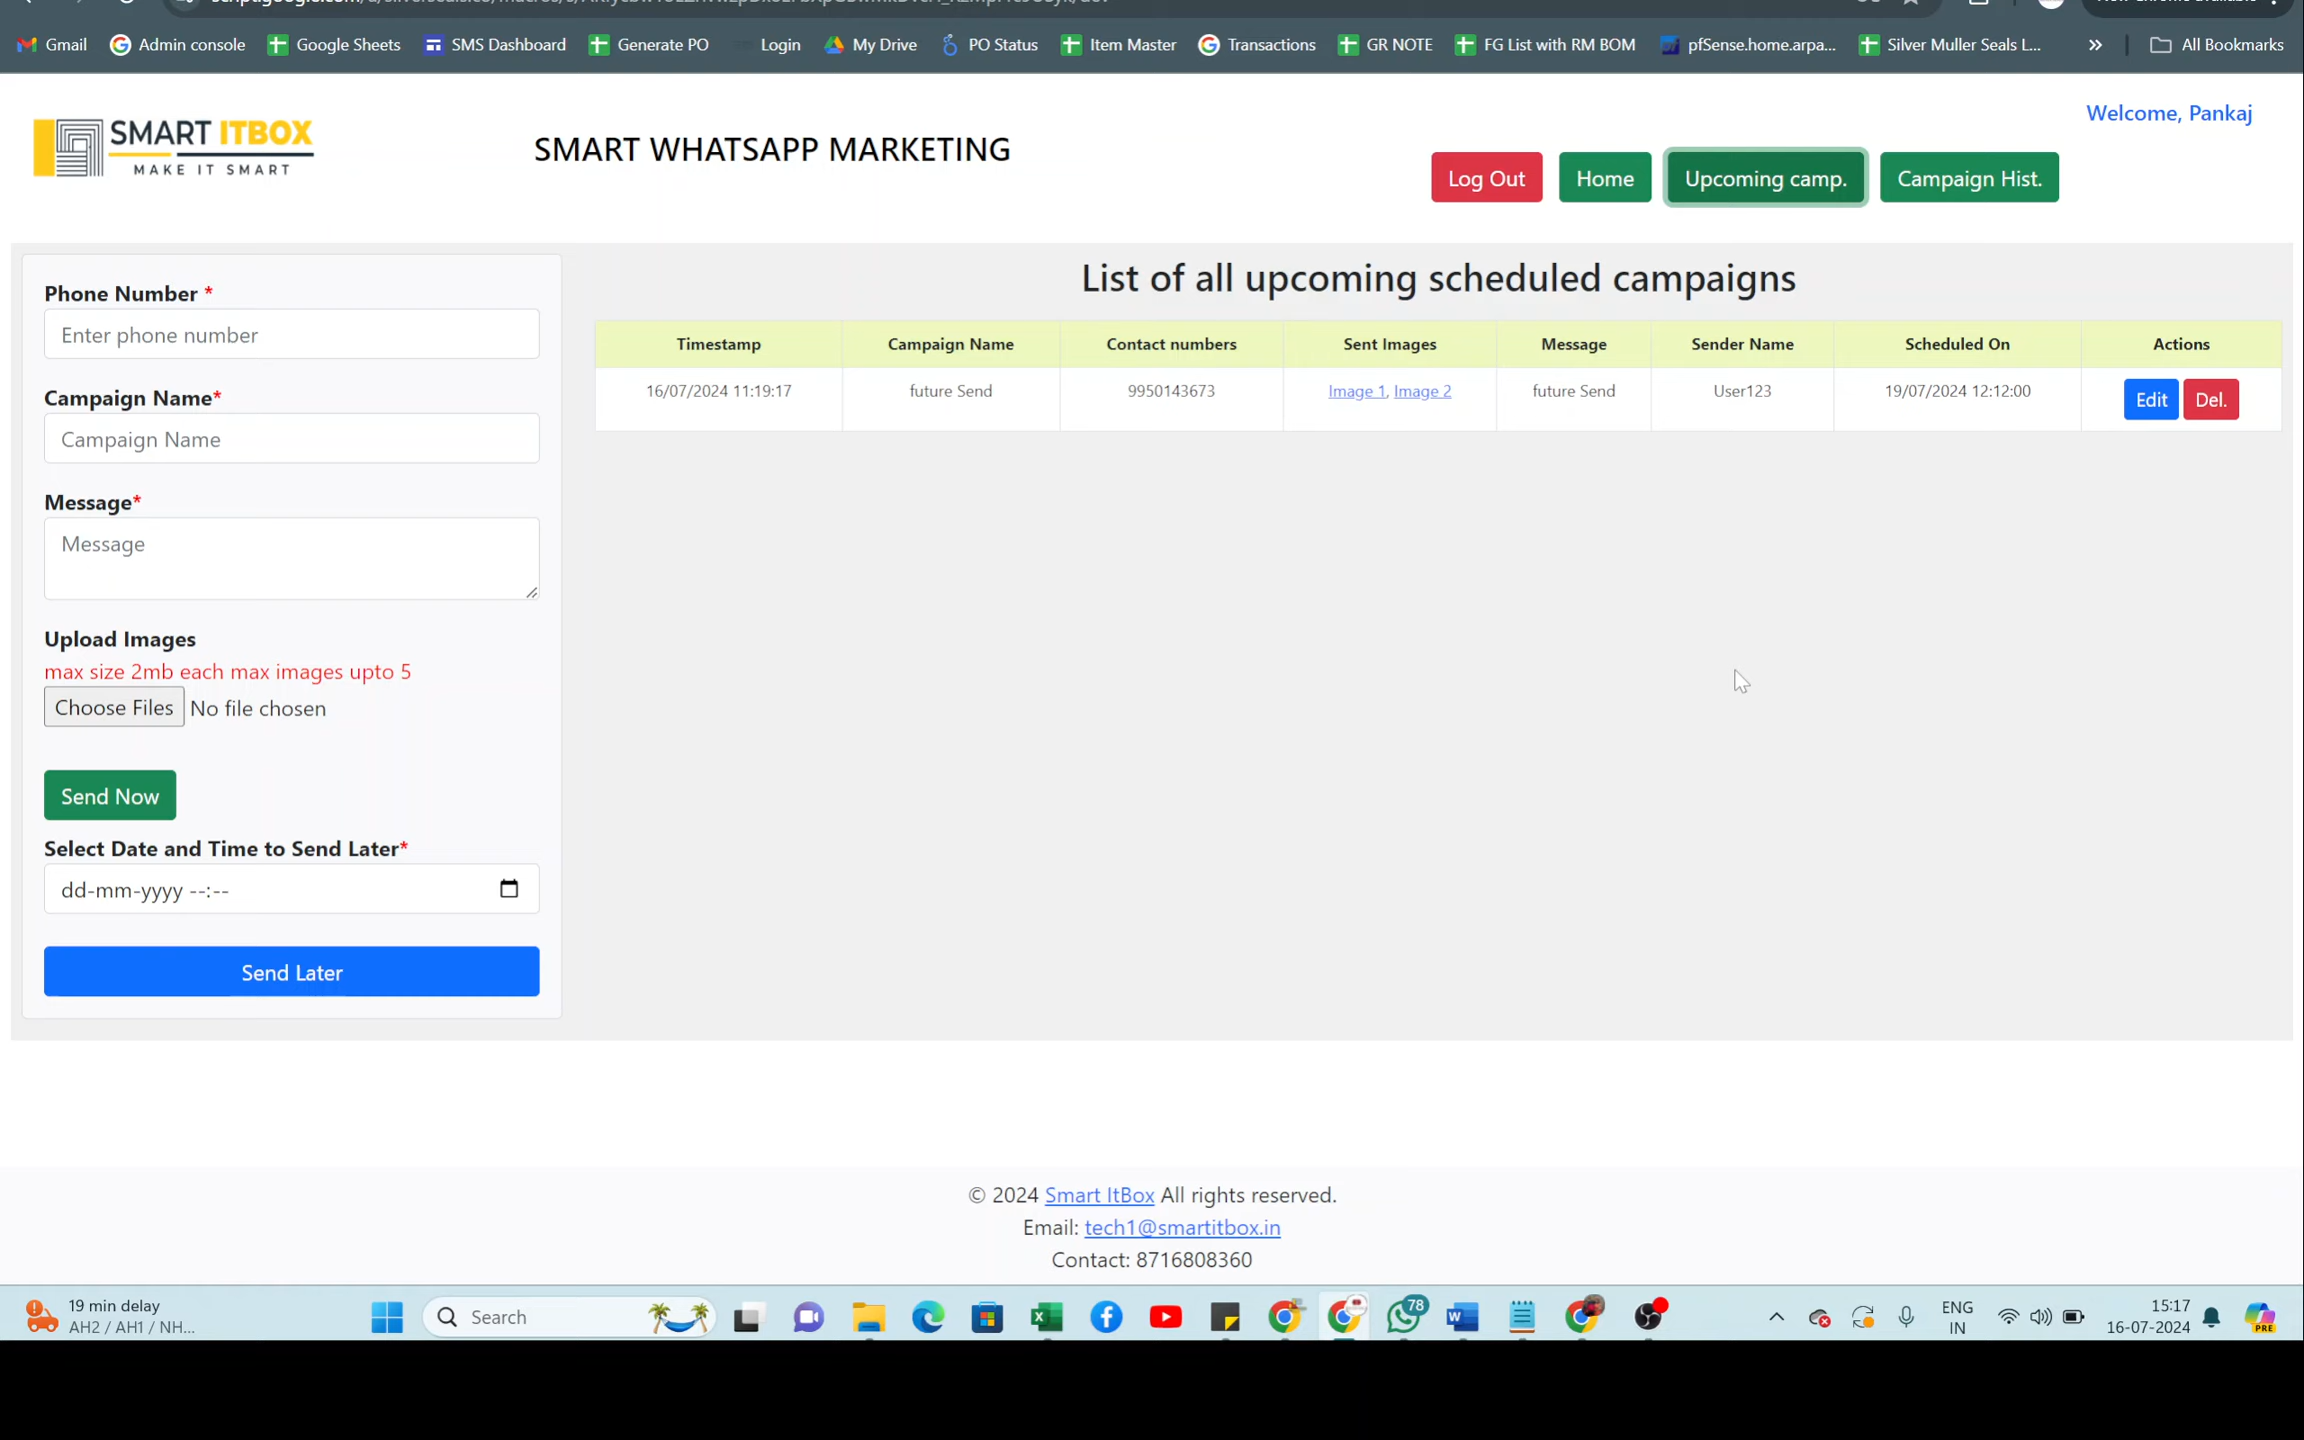 Gmail Admin console Google Sheets SMS Dashboard Generate PO Login My Drive PO Status Item Master Transactions GR NOTE FG List with RM BOM pfSense.home.arpa... Silver Muller Seals L... » All Bookmarks
SMART ITBOX
MAKE IT SMART
SMART WHATSAPP MARKETING
Welcome, Pankaj
Log Out Home Upcoming camp. Campaign Hist.
Phone Number *
Enter phone number
Campaign Name*
Campaign Name
Message*
Message
Upload Images
max size 2mb each max images upto 5
Choose Files No file chosen
Send Now
Select Date and Time to Send Later*
dd-mm-yyyy --:--
Send Later
List of all upcoming scheduled campaigns
Timestamp Campaign Name Contact numbers Sent Images Message Sender Name Scheduled On Actions
16/07/2024 11:19:17 future Send 9950143673 Image 1, Image 2 future Send User123 19/07/2024 12:12:00 Edit Del.
© 2024 Smart ItBox All rights reserved.
Email: tech1@smartitbox.in
Contact: 8716808360
19 min delay
AH2 / AH1 / NH...
Search
78
ENG
IN
15:17
16-07-2024
PRE